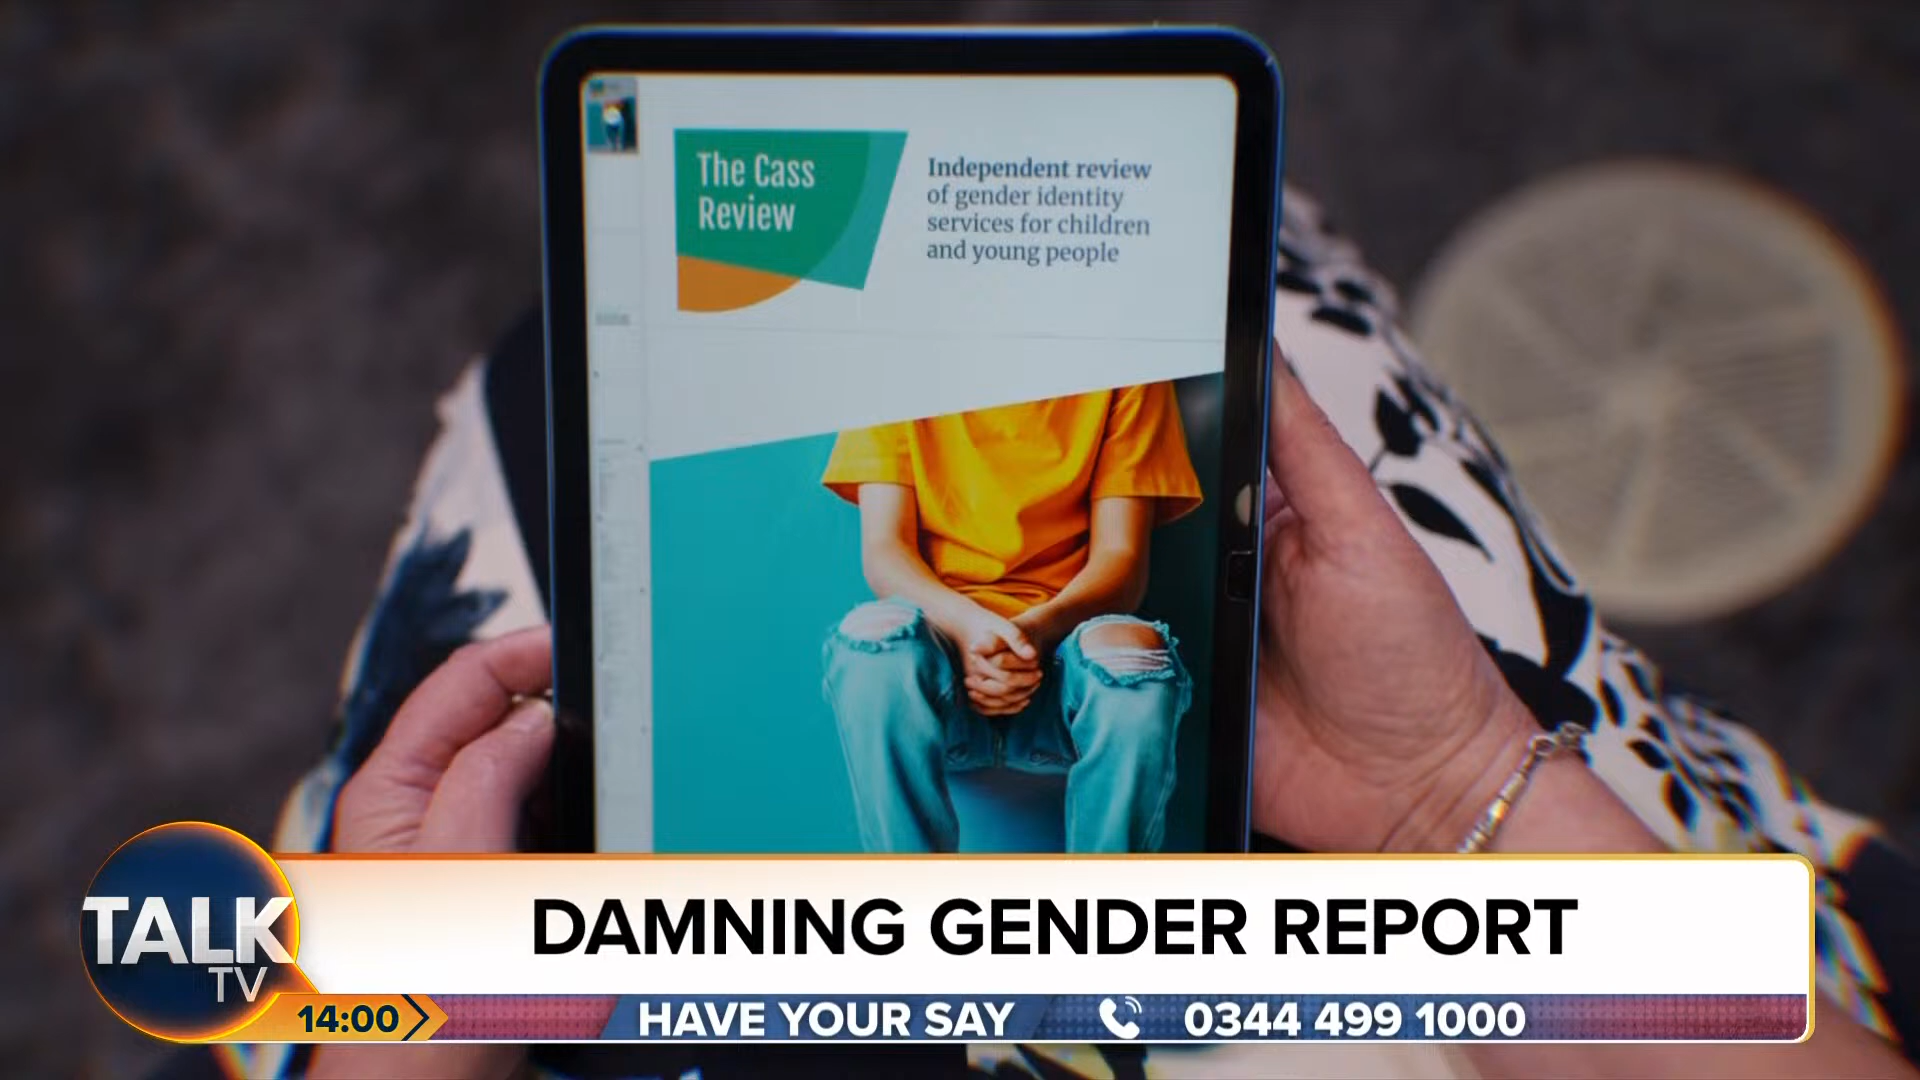 The Cass
Review
Independent review
of gender identity
services for children
and young people
DAMNING GENDER REPORT
TALK
TV
14:00
HAVE YOUR SAY
0344 499 1000